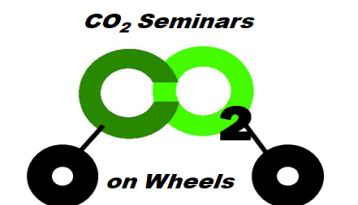 CO₂ Seminars
CO2
on Wheels